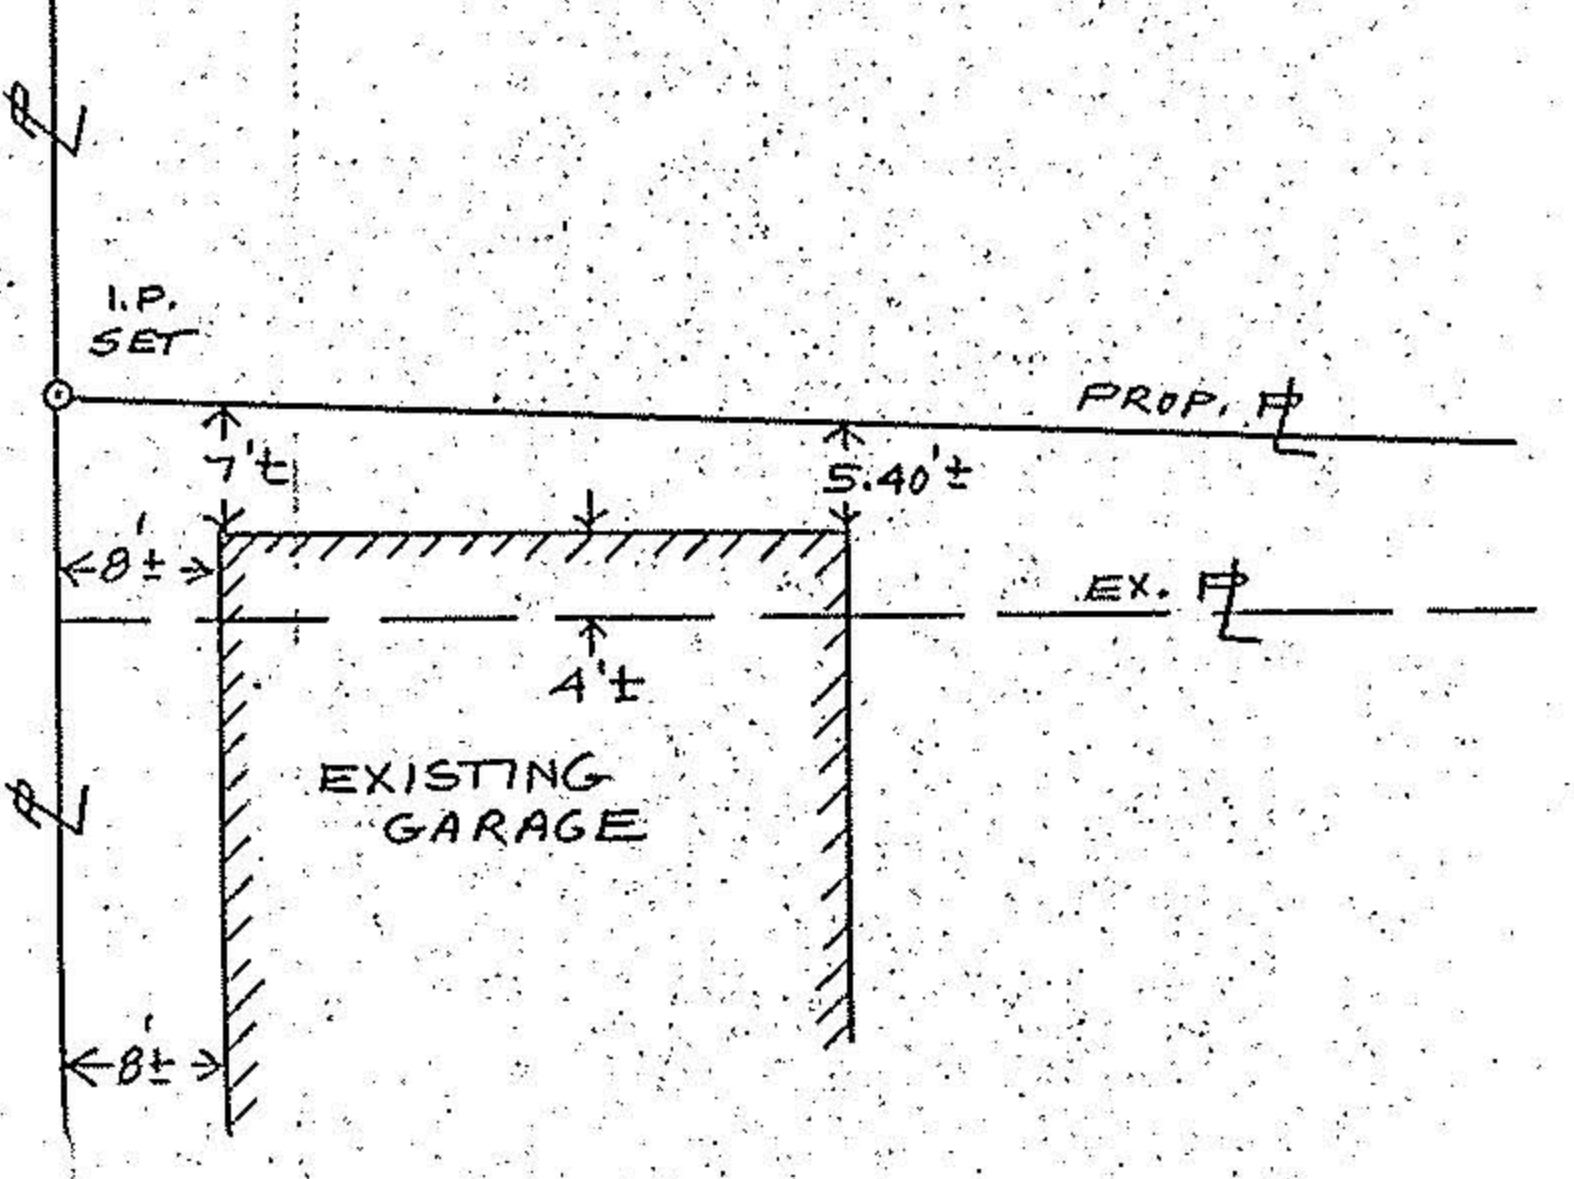 ℄
I.P.
SET
PROP. ℄
7'±
5.40'±
8'±
EX. ℄
4'±
EXISTING
GARAGE
℄
8'±